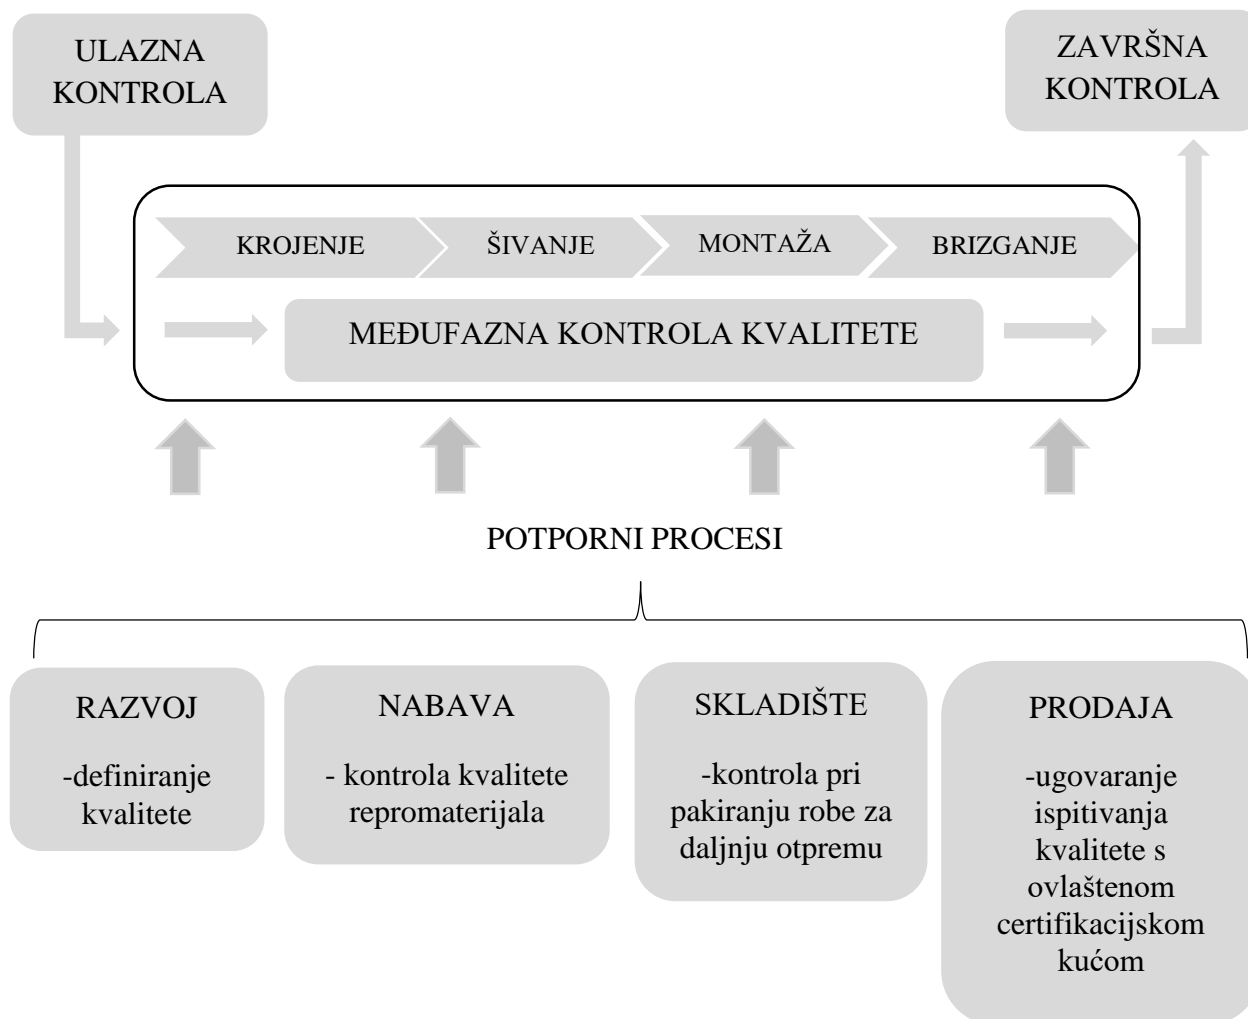 ULAZNA
KONTROLA
ZAVRŠNA
KONTROLA
KROJENJE
ŠIVANJE
MONTAŽA
BRIZGANJE
MEĐUFAZNA KONTROLA KVALITETE
POTPORNI PROCESI
RAZVOJ
-definiranje
kvalitete
NABAVA
- kontrola kvalitete
repromaterijala
SKLADIŠTE
-kontrola pri
pakiranju robe za
daljnju otpremu
PRODAJA
-ugovaranje
ispitivanja
kvalitete s
ovlaštenom
certifikacijskom
kućom